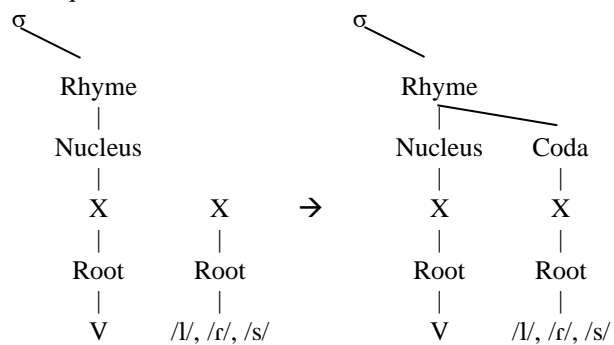 σ σ
Rhyme Rhyme
Nucleus Nucleus Coda
X X → X X
Root Root Root Root
V /l/, /ɾ/, /s/ V /l/, /ɾ/, /s/